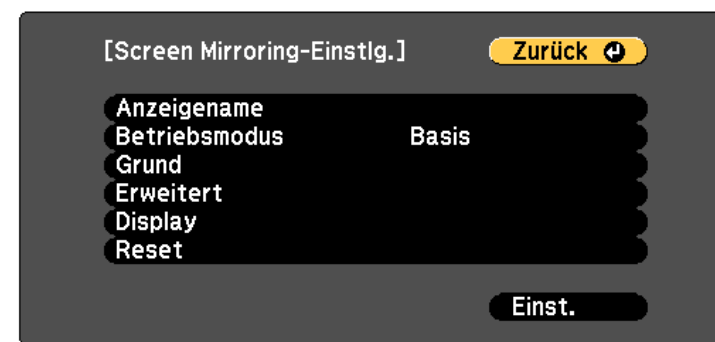 [Screen Mirroring-Einstlg.]
Zurück
Anzeigename
Betriebsmodus Basis
Grund
Erweitert
Display
Reset
Einst.